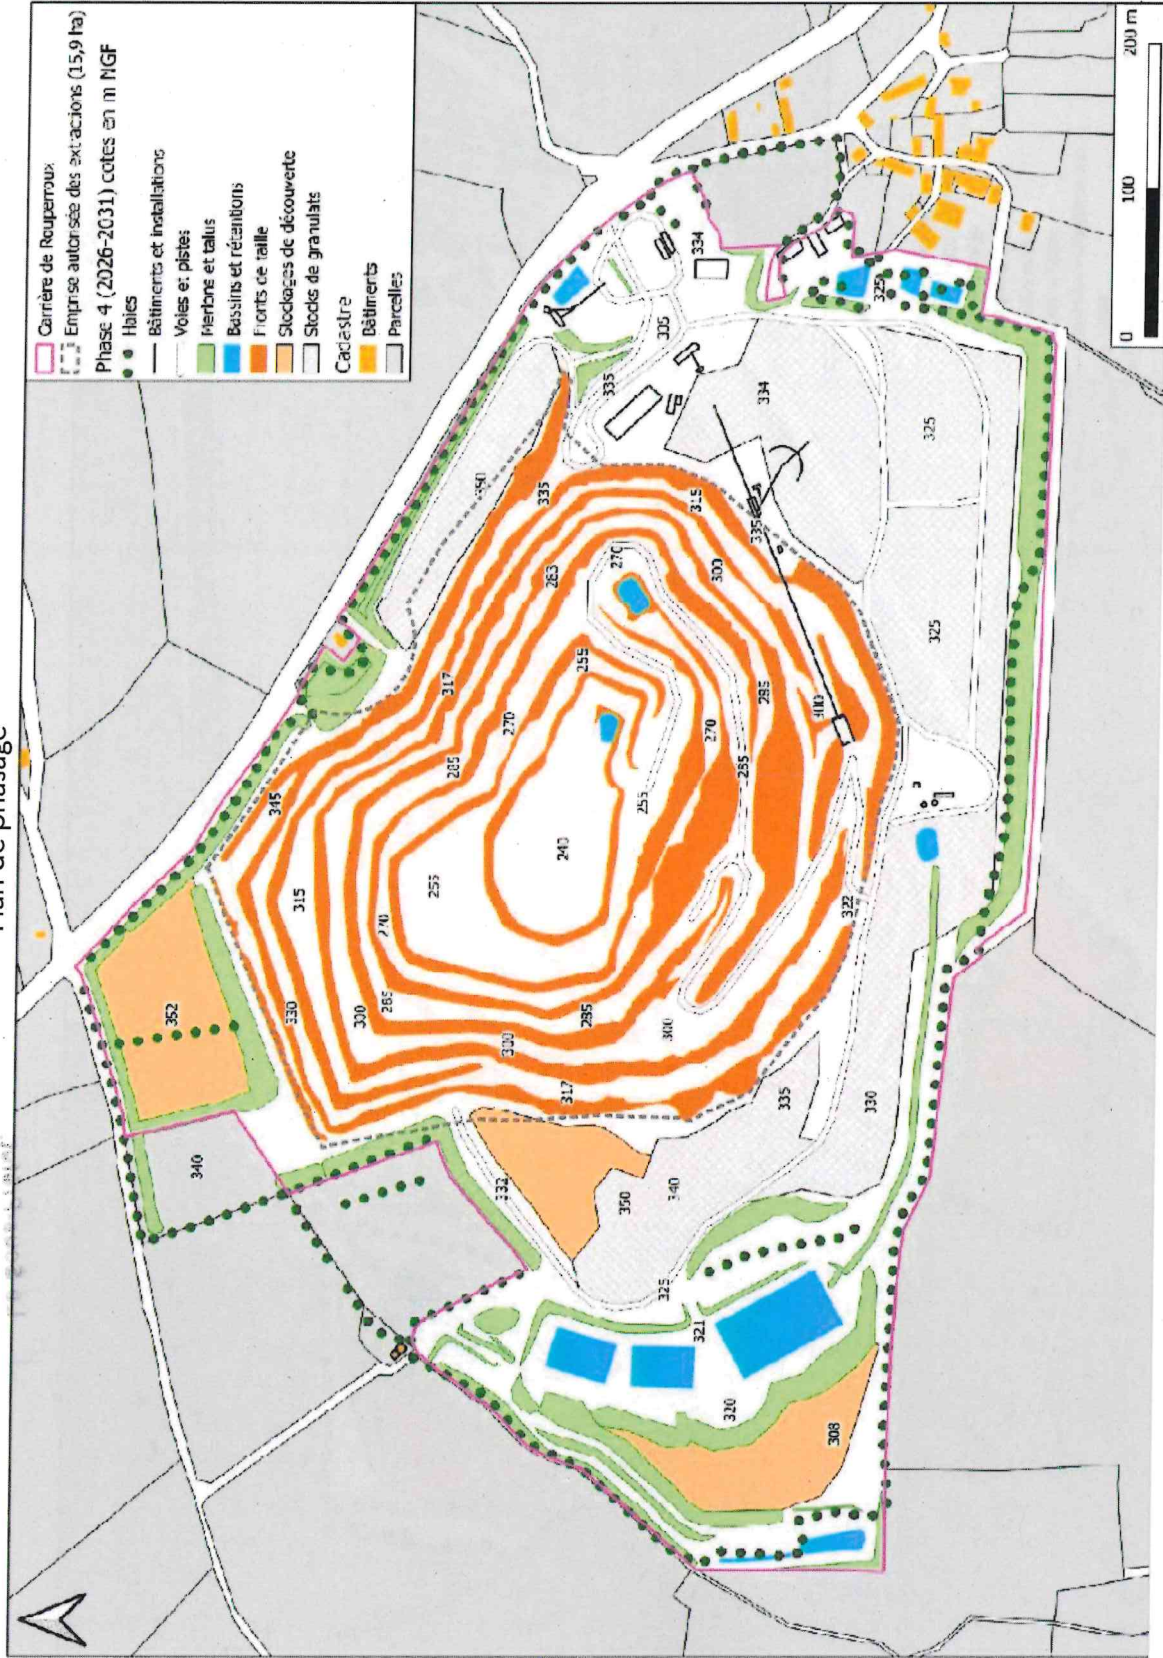 Plan de phasage
Carrière de Rouperroux
Emprise autorisée des extractions (15,9 ha)
Phase 4 (2026-2031) cotes en m NGF
Haies
Bâtiments et installations
Voies et pistes
Merlons et talus
Bassins et rétentions
Fronts de taille
Stockages de découverte
Stocks de granulats
Cadastre
Bâtiments
Parcelles
352
340
345
330
315
300
270
285
255
317
285
350
332
300
270
335
283
240
317
255
285
335
270
350
255
335
325
300
340
315
334
321
270
300
320
285
335
334
285
335
300
308
322
330
325
325
325
0 100 200 m